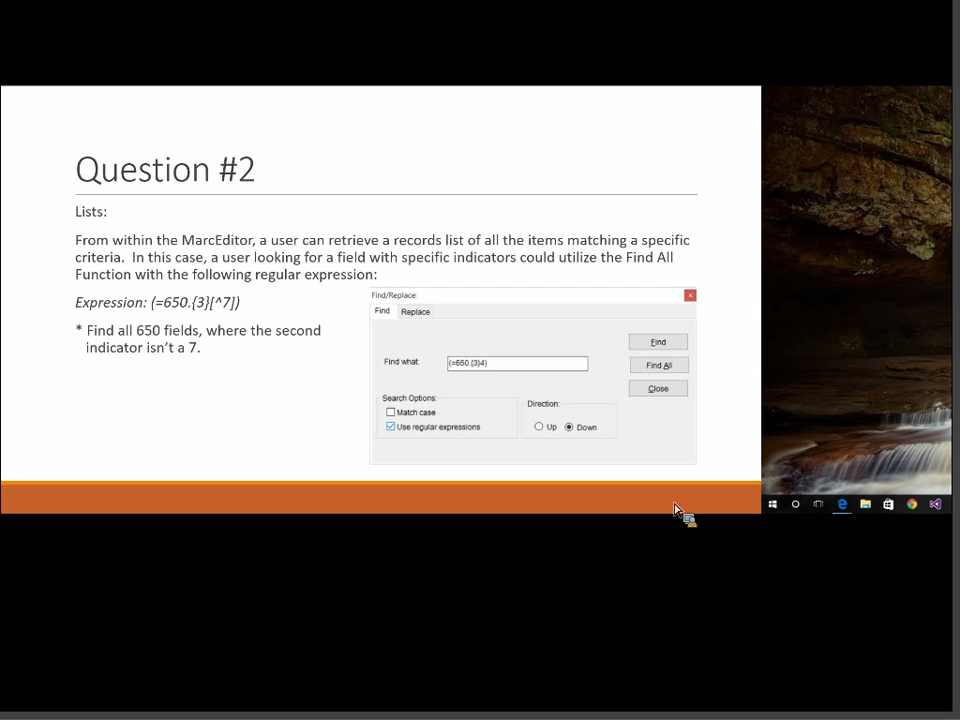 Question #2
Lists:
From within the MarcEditor, a user can retrieve a records list of all the items matching a specific
criteria.  In this case, a user looking for a field with specific indicators could utilize the Find All
Function with the following regular expression:
Expression: (=650.{3}[^7])
* Find all 650 fields, where the second
indicator isn't a 7.
Find/Replace:
Find
Replace
Find what:
(=650.{3}4)
Find
Find All
Close
Search Options:
Match case
Use regular expressions
Direction:
Up
Down